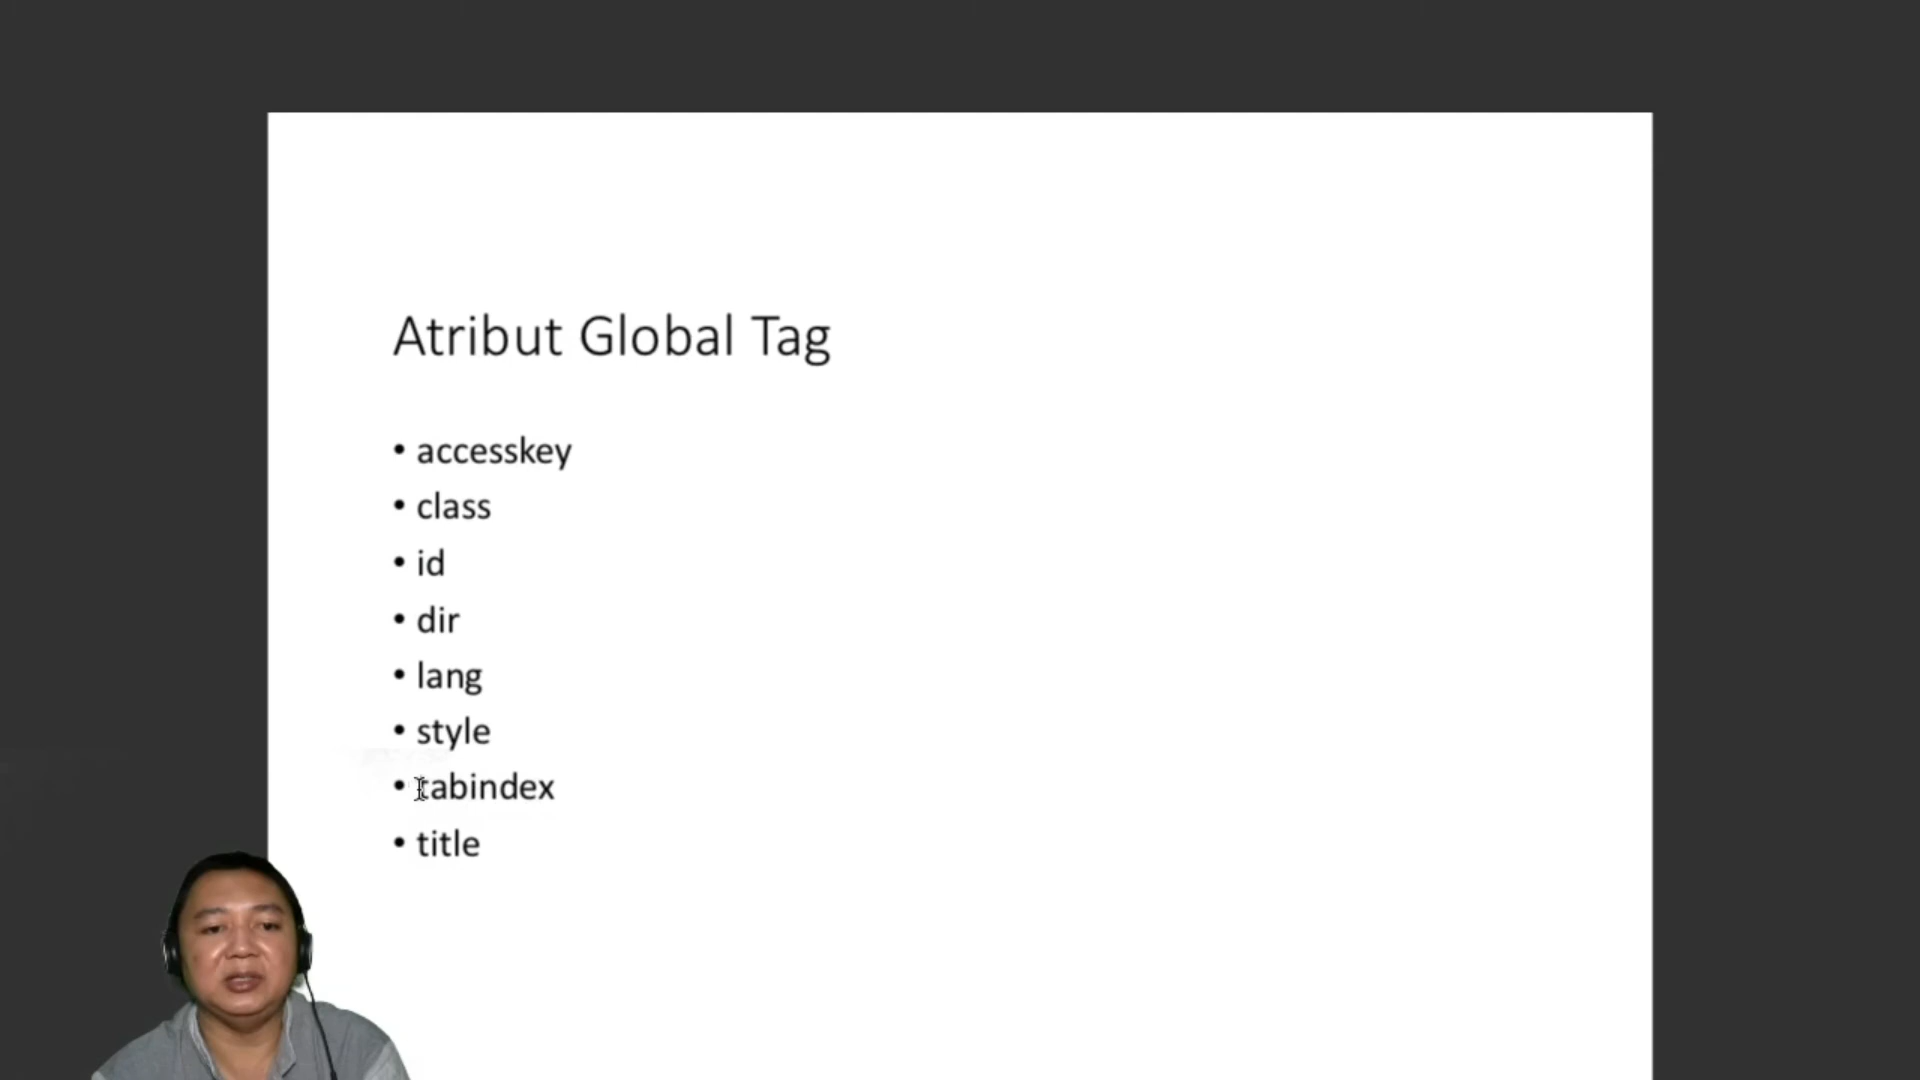 Atribut Global Tag
• accesskey
• class
• id
• dir
• lang
• style
• tabindex
• title